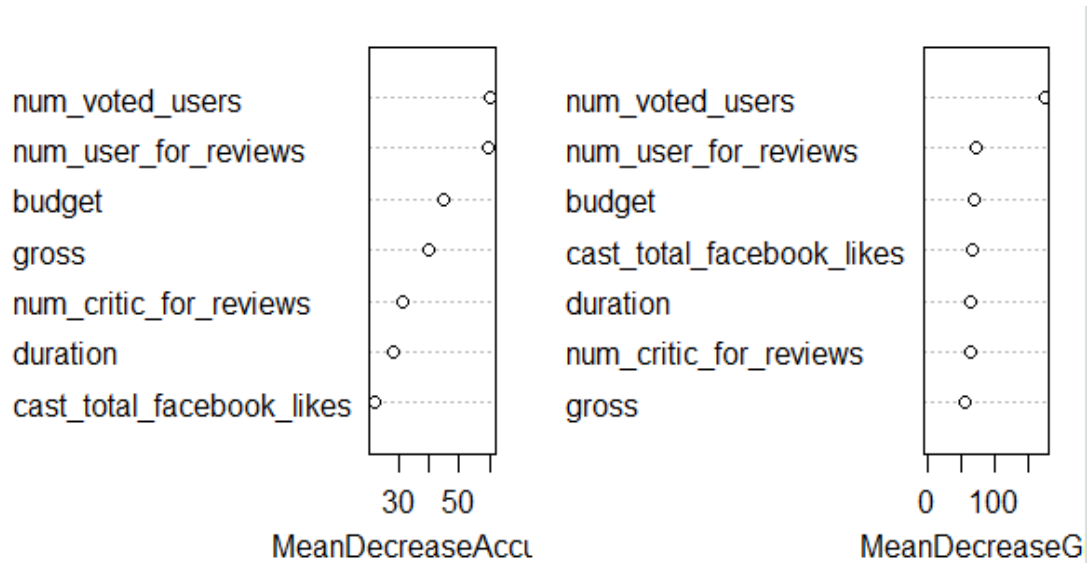 num_voted_users
num_user_for_reviews
budget
gross
num_critic_for_reviews
duration
cast_total_facebook_likes
30 50
MeanDecreaseAccu
num_voted_users
num_user_for_reviews
budget
cast_total_facebook_likes
duration
num_critic_for_reviews
gross
0 100
MeanDecreaseG